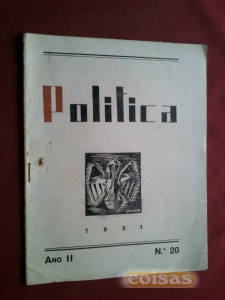 Politica
1931
ANO II
N.º 20
coisas